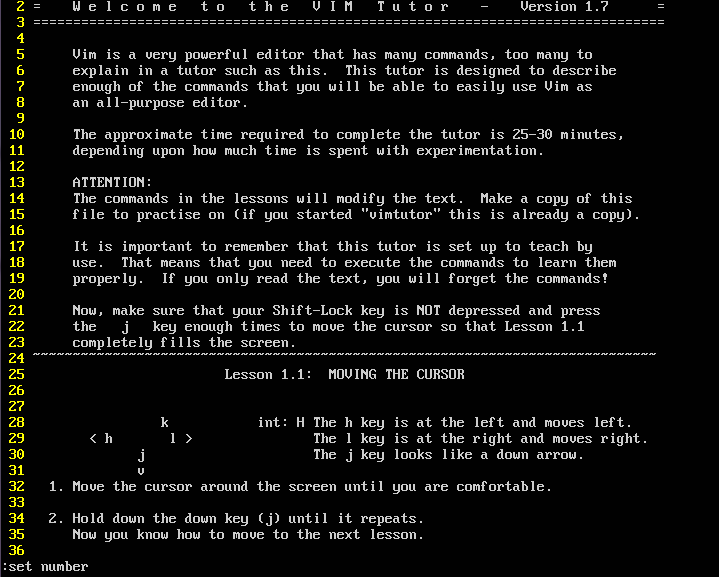 2 =    W e l c o m e   t o   t h e   V I M   T u t o r    -    Version 1.7      =
3 ===============================================================================
4
5      Vim is a very powerful editor that has many commands, too many to
6      explain in a tutor such as this.  This tutor is designed to describe
7      enough of the commands that you will be able to easily use Vim as
8      an all-purpose editor.
9
10      The approximate time required to complete the tutor is 25-30 minutes,
11      depending upon how much time is spent with experimentation.
12
13      ATTENTION:
14      The commands in the lessons will modify the text.  Make a copy of this
15      file to practise on (if you started "vimtutor" this is already a copy).
16
17      It is important to remember that this tutor is set up to teach by
18      use.  That means that you need to execute the commands to learn them
19      properly.  If you only read the text, you will forget the commands!
20
21      Now, make sure that your Shift-Lock key is NOT depressed and press
22      the   j   key enough times to move the cursor so that Lesson 1.1
23      completely fills the screen.
24 ~~~~~~~~~~~~~~~~~~~~~~~~~~~~~~~~~~~~~~~~~~~~~~~~~~~~~~~~~~~~~~~~~~~~~~~~~~~~~~
25                         Lesson 1.1:  MOVING THE CURSOR
26
27
28                 k           int: H The h key is at the left and moves left.
29        < h       l >               The l key is at the right and moves right.
30              j                     The j key looks like a down arrow.
31              v
32   1. Move the cursor around the screen until you are comfortable.
33
34   2. Hold down the down key (j) until it repeats.
35      Now you know how to move to the next lesson.
36
:set number